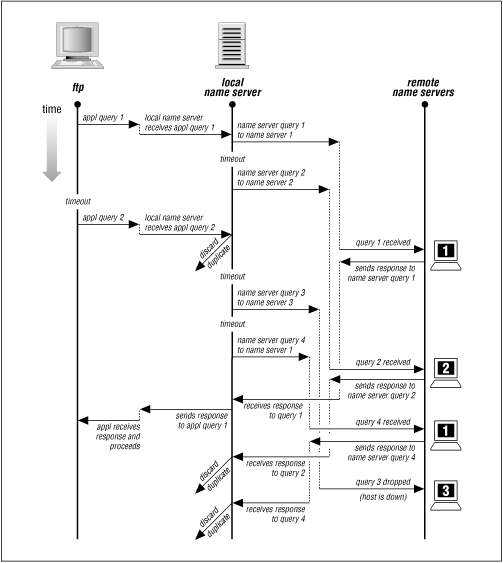 ftp
local
name server
remote
name servers
time
appl query 1
local name server
receives appl query 1
name server query 1
to name server 1
timeout
name server query 2
to name server 2
timeout
appl query 2
local name server
receives appl query 2
discard
duplicate
query 1 received
1
sends response to
name server query 1
timeout
name server query 3
to name server 3
timeout
name server query 4
to name server 1
query 2 received
2
sends response to
name server query 2
receives response
to query 1
sends response
to appl query 1
appl receives
response and
proceeds
query 4 received
1
sends response to
name server query 4
receives response
to query 2
discard
duplicate
query 3 dropped
(host is down)
3
receives response
to query 4
discard
duplicate